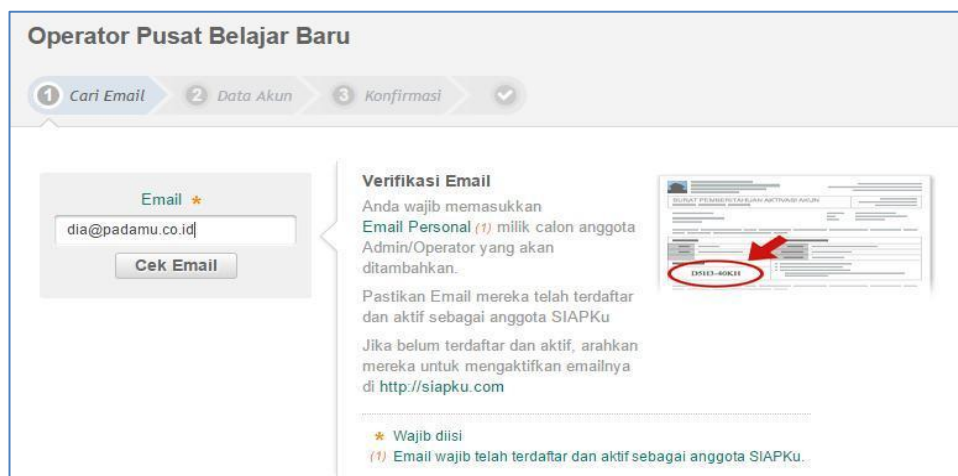 Operator Pusat Belajar Baru
1 Cari Email 2 Data Akun 3 Konfirmasi
Email *
dia@padamu.co.id
Cek Email
Verifikasi Email
Anda wajib memasukkan
Email Personal (1) milik calon anggota
Admin/Operator yang akan
ditambahkan.
Pastikan Email mereka telah terdaftar
dan aktif sebagai anggota SIAPKu
Jika belum terdaftar dan aktif, arahkan
mereka untuk mengaktifkan emailnya
di http://siapku.com
SURAT PEMBERITAHUAN AKTIVASI AKUN
* Wajib diisi
(1) Email wajib telah terdaftar dan aktif sebagai anggota SIAPKu.